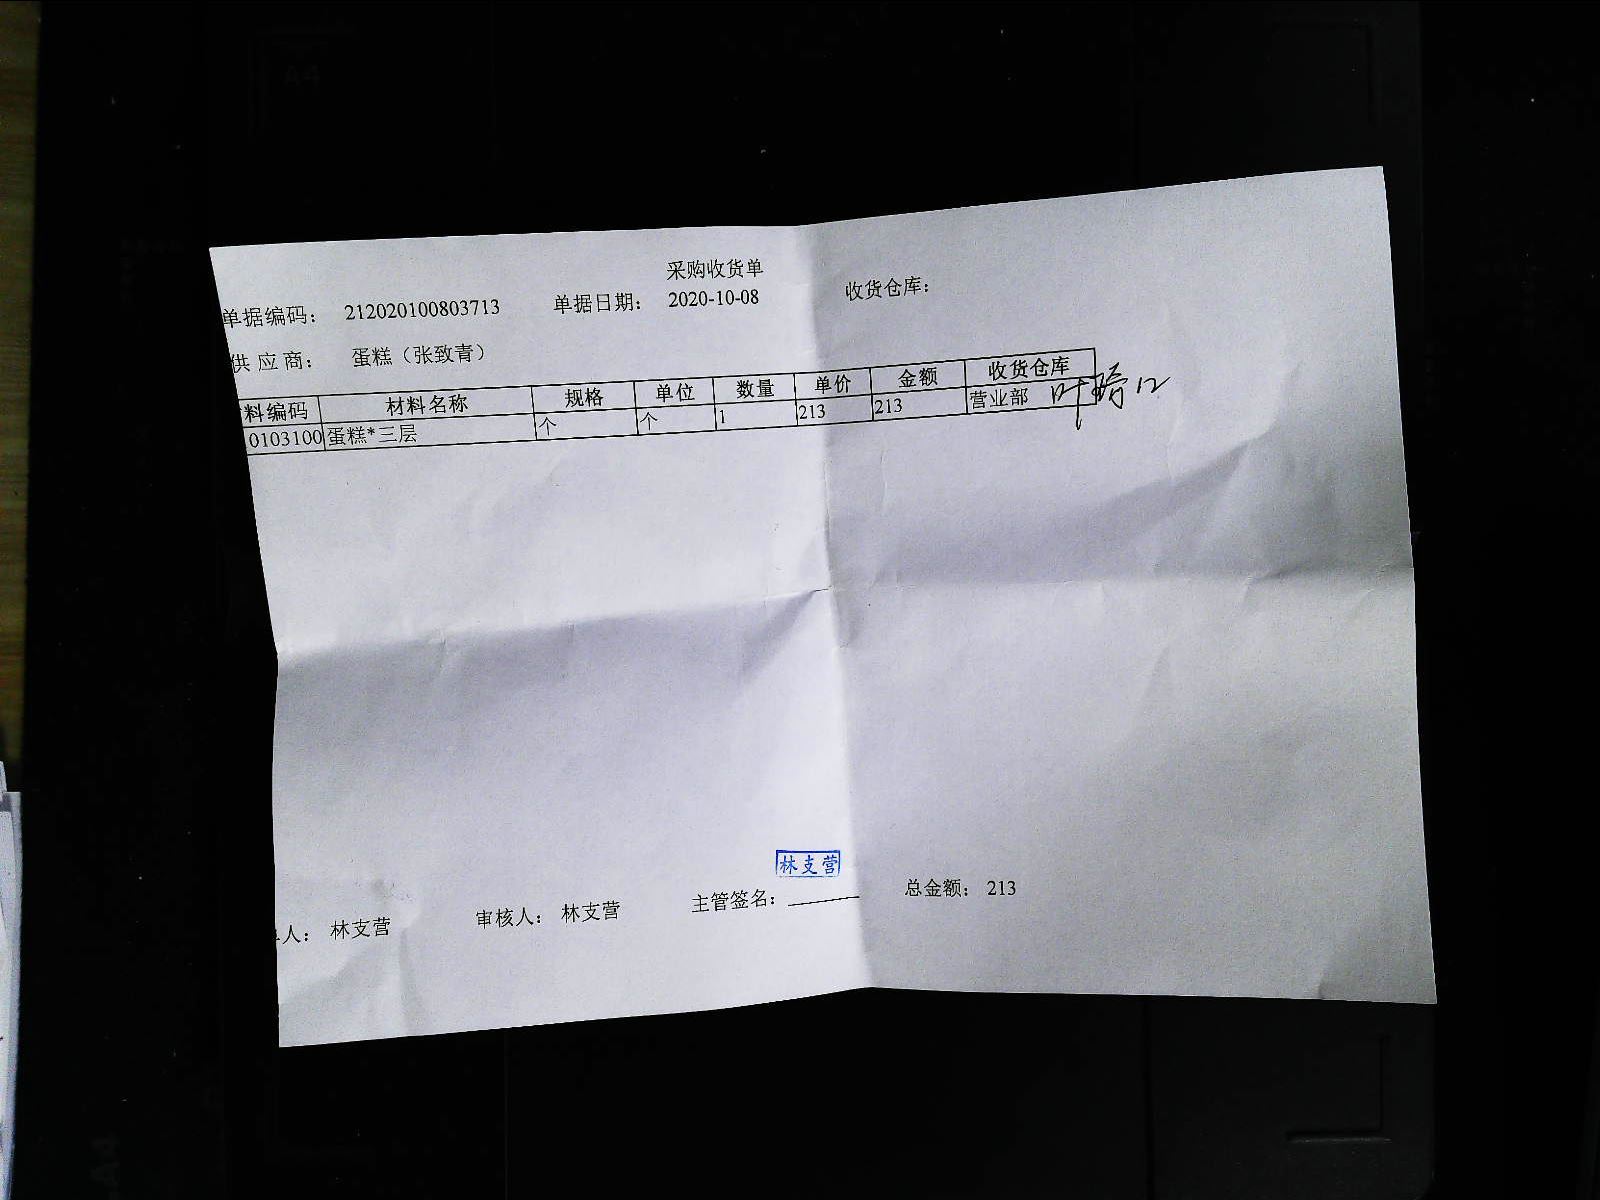 采购收货单
单据编码: 212020100803713 单据日期: 2020-10-08 收货仓库:
供应商: 蛋糕（张致青）
料编码 材料名称 规格 单位 数量 单价 金额 收货仓库
0103100 蛋糕*三层 个 个 1 213 213 营业部
林支营
人: 林支营 审核人: 林支营 主管签名: 总金额: 213